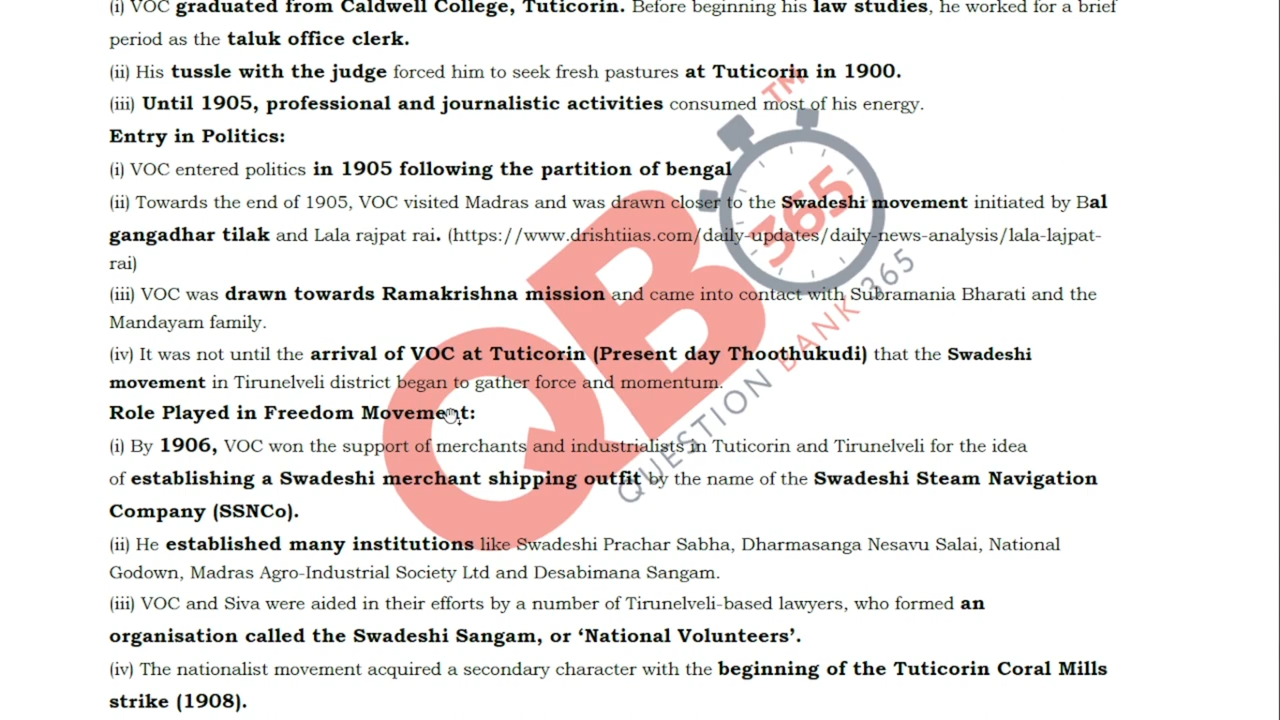 (i) VOC graduated from Caldwell College, Tuticorin. Before beginning his law studies, he worked for a brief
period as the taluk office clerk.
(ii) His tussle with the judge forced him to seek fresh pastures at Tuticorin in 1900.
(iii) Until 1905, professional and journalistic activities consumed most of his energy.
Entry in Politics:
(i) VOC entered politics in 1905 following the partition of bengal
(ii) Towards the end of 1905, VOC visited Madras and was drawn closer to the Swadeshi movement initiated by Bal
gangadhar tilak and Lala rajpat rai. (https://www.drishtiias.com/daily-updates/daily-news-analysis/lala-lajpat-
rai)
(iii) VOC was drawn towards Ramakrishna mission and came into contact with Subramania Bharati and the
Mandayam family.
(iv) It was not until the arrival of VOC at Tuticorin (Present day Thoothukudi) that the Swadeshi
movement in Tirunelveli district began to gather force and momentum.
Role Played in Freedom Movement:
(i) By 1906, VOC won the support of merchants and industrialists in Tuticorin and Tirunelveli for the idea
of establishing a Swadeshi merchant shipping outfit by the name of the Swadeshi Steam Navigation
Company (SSNCo).
(ii) He established many institutions like Swadeshi Prachar Sabha, Dharmasanga Nesavu Salai, National
Godown, Madras Agro-Industrial Society Ltd and Desabimana Sangam.
(iii) VOC and Siva were aided in their efforts by a number of Tirunelveli-based lawyers, who formed an
organisation called the Swadeshi Sangam, or ‘National Volunteers’.
(iv) The nationalist movement acquired a secondary character with the beginning of the Tuticorin Coral Mills
strike (1908).
QB 365 TM
QUESTION BANK 365